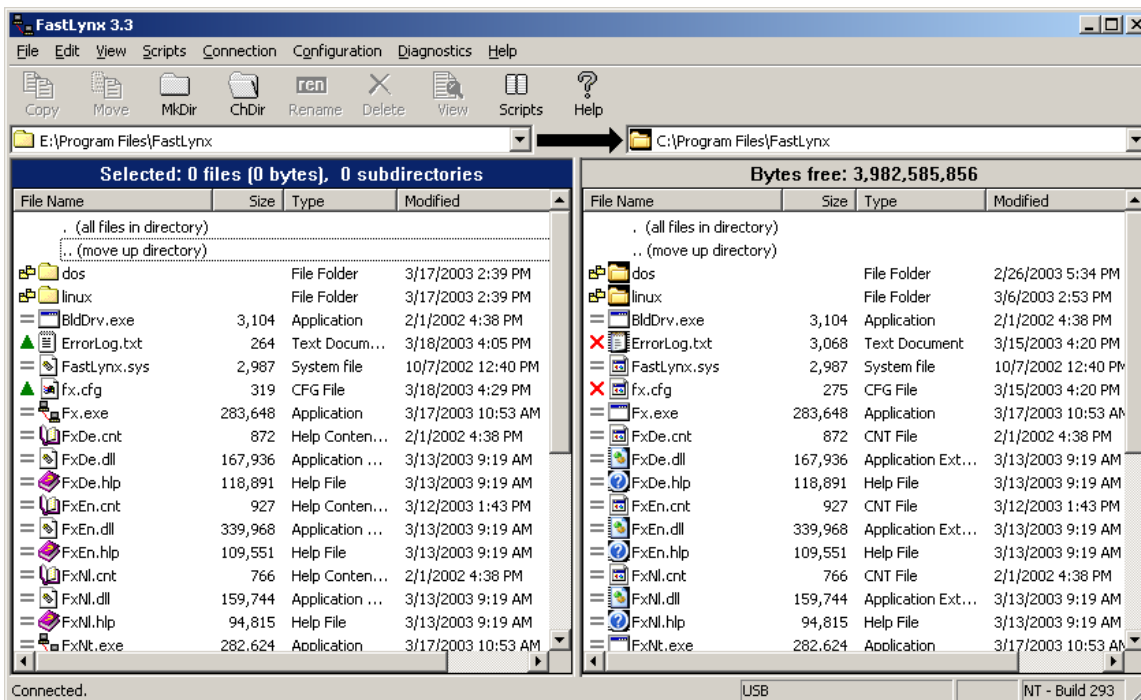 FastLynx 3.3
File Edit View Scripts Connection Configuration Diagnostics Help
ren
Copy Move MkDir ChDir Rename Delete View Scripts Help
E:\Program Files\FastLynx C:\Program Files\FastLynx
Selected: 0 files (0 bytes), 0 subdirectories Bytes free: 3,982,585,856
File Name Size Type Modified File Name Size Type Modified
. (all files in directory) . (all files in directory)
.. (move up directory) .. (move up directory)
dos File Folder 3/17/2003 2:39 PM dos File Folder 2/26/2003 5:34 PM
linux File Folder 3/17/2003 2:39 PM linux File Folder 3/6/2003 2:53 PM
BldDrv.exe 3,104 Application 2/1/2002 4:38 PM BldDrv.exe 3,104 Application 2/1/2002 4:38 PM
ErrorLog.txt 264 Text Docum... 3/18/2003 4:05 PM ErrorLog.txt 3,068 Text Document 3/15/2003 4:20 PM
FastLynx.sys 2,987 System file 10/7/2002 12:40 PM FastLynx.sys 2,987 System file 10/7/2002 12:40 PM
fx.cfg 319 CFG File 3/18/2003 4:29 PM fx.cfg 275 CFG File 3/15/2003 4:20 PM
Fx.exe 283,648 Application 3/17/2003 10:53 AM Fx.exe 283,648 Application 3/17/2003 10:53 AM
FxDe.cnt 872 Help Conten... 2/1/2002 4:38 PM FxDe.cnt 872 CNT File 2/1/2002 4:38 PM
FxDe.dll 167,936 Application ... 3/13/2003 9:19 AM FxDe.dll 167,936 Application Ext... 3/13/2003 9:19 AM
FxDe.hlp 118,891 Help File 3/13/2003 9:19 AM FxDe.hlp 118,891 Help File 3/13/2003 9:19 AM
FxEn.cnt 927 Help Conten... 3/12/2003 1:43 PM FxEn.cnt 927 CNT File 3/12/2003 1:43 PM
FxEn.dll 339,968 Application ... 3/13/2003 9:19 AM FxEn.dll 339,968 Application Ext... 3/13/2003 9:19 AM
FxEn.hlp 109,551 Help File 3/13/2003 9:19 AM FxEn.hlp 109,551 Help File 3/13/2003 9:19 AM
FxNl.cnt 766 Help Conten... 2/1/2002 4:38 PM FxNl.cnt 766 CNT File 2/1/2002 4:38 PM
FxNl.dll 159,744 Application ... 3/13/2003 9:19 AM FxNl.dll 159,744 Application Ext... 3/13/2003 9:19 AM
FxNl.hlp 94,815 Help File 3/13/2003 9:19 AM FxNl.hlp 94,815 Help File 3/13/2003 9:19 AM
FxNt.exe 282,624 Application 3/17/2003 10:53 AM FxNt.exe 282,624 Application 3/17/2003 10:53 AM
Connected. USB NT - Build 293